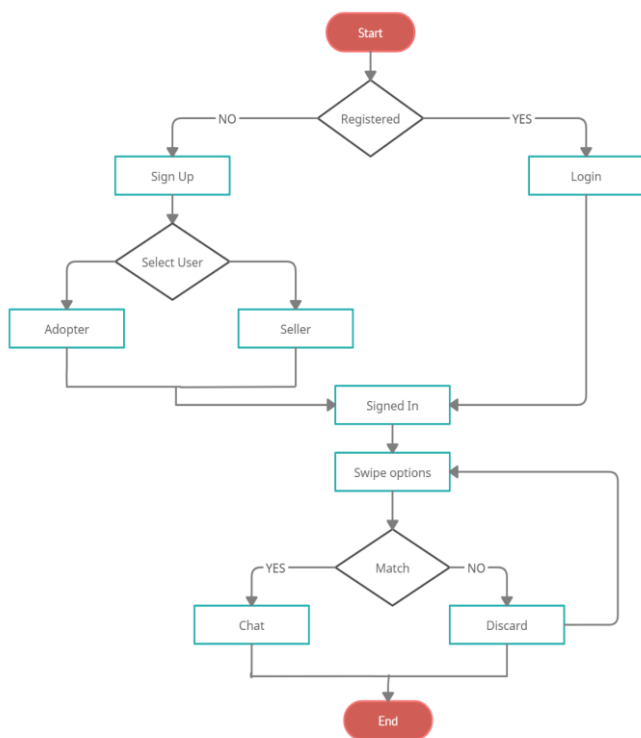 Start
Registered
NO
YES
Sign Up
Login
Select User
Adopter
Seller
Signed In
Swipe options
Match
YES
NO
Chat
Discard
End